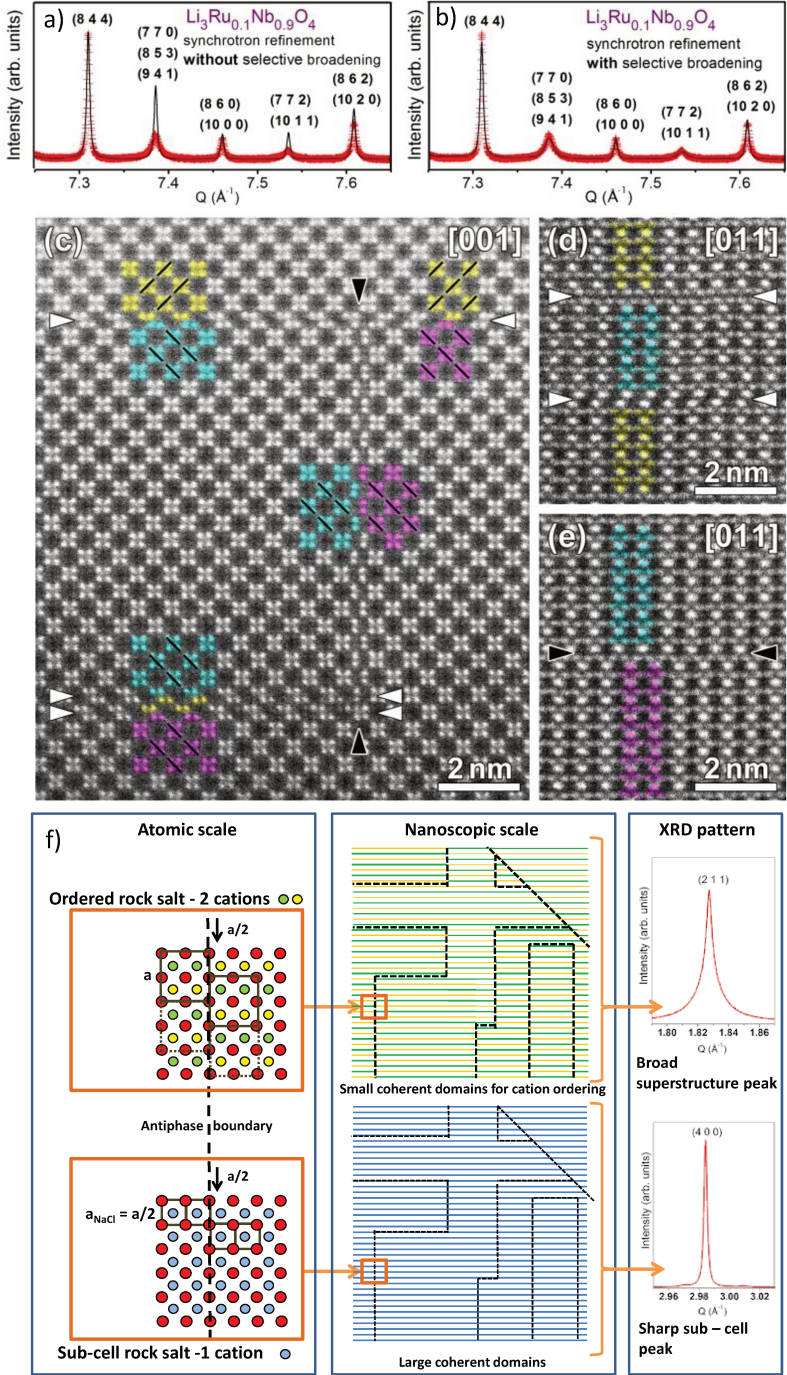 a)
Li3Ru0.1Nb0.9O4
synchrotron refinement
without selective broadening
(8 4 4)
(7 7 0)
(8 5 3)
(9 4 1)
(8 6 0)
(10 0 0)
(7 7 2)
(10 1 1)
(8 6 2)
(10 2 0)
Intensity (arb. units)
7.3 7.4 7.5 7.6
Q (Å-1)
b)
Li3Ru0.1Nb0.9O4
synchrotron refinement
with selective broadening
(8 4 4)
(7 7 0)
(8 5 3)
(9 4 1)
(8 6 0)
(10 0 0)
(7 7 2)
(10 1 1)
(8 6 2)
(10 2 0)
Intensity (arb. units)
7.3 7.4 7.5 7.6
Q (Å-1)
(c) [001]
2 nm
(d) [011]
2 nm
(e) [011]
2 nm
f)
Atomic scale
Ordered rock salt - 2 cations
a/2
a
Antiphase boundary
a/2
aNaCl = a/2
Sub-cell rock salt -1 cation
Nanoscopic scale
Small coherent domains for cation ordering
Large coherent domains
XRD pattern
(2 1 1)
Intensity (arb. units)
1.80 1.82 1.84 1.86
Q (Å-1)
Broad
superstructure peak
(4 0 0)
Intensity (arb. units)
2.96 2.98 3.00 3.02
Q (Å-1)
Sharp sub – cell
peak